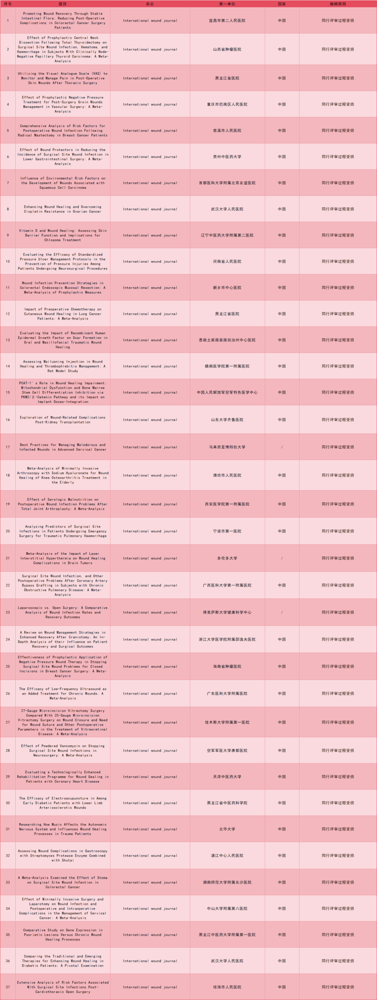 序号 题目 杂志 第一单位 国家 撤稿原因
1 Promoting Wound Recovery Through Stable
Intestinal Flora: Reducing Post-Operative
Complications in Colorectal Cancer Surgery
Patients International wound journal 宜昌市第二人民医院 中国 同行评审过程受损
2 Effect of Prophylactic Central Neck
Dissection Following Total Thyroidectomy on
Surgical Site Wound Infection, Hematoma, and
Haemorrhage in Subjects With Clinically Node-
Negative Papillary Thyroid Carcinoma: A Meta-
Analysis International wound journal 山西省肿瘤医院 中国 同行评审过程受损
3 Utilizing the Visual Analogue Scale (VAS) to
Monitor and Manage Pain in Post-Operative
Skin Wounds After Thoracic Surgery International wound journal 黑龙江省医院 中国 同行评审过程受损
4 Effect of Prophylactic Negative Pressure
Treatment for Post-Surgery Groin Wounds
Management in Vascular Surgery: A Meta-
Analysis International wound journal 重庆市巴南区人民医院 中国 同行评审过程受损
5 Comprehensive Analysis of Risk Factors for
Postoperative Wound Infection Following
Radical Mastectomy in Breast Cancer Patients International wound journal 慈溪市人民医院 中国 同行评审过程受损
6 Effect of Wound Protectors in Reducing the
Incidence of Surgical Site Wound Infection in
Lower Gastrointestinal Surgery: A Meta-
Analysis International wound journal 贵州中医药大学 中国 同行评审过程受损
7 Influence of Environmental Risk Factors on
the Development of Wounds Associated with
Squamous Cell Carcinoma International wound journal 首都医科大学附属北京友谊医院 中国 同行评审过程受损
8 Enhancing Wound Healing and Overcoming
Cisplatin Resistance in Ovarian Cancer International wound journal 武汉大学人民医院 中国 同行评审过程受损
9 Vitamin D and Wound Healing: Assessing Skin
Barrier Function and Implications for
Chloasma Treatment International wound journal 辽宁中医药大学附属第二医院 中国 同行评审过程受损
10 Evaluating the Efficacy of Standardized
Pressure Ulcer Management Protocols in the
Prevention of Pressure Injuries Among
Patients Undergoing Neurosurgical Procedures International wound journal 河南省人民医院 中国 同行评审过程受损
11 Wound Infection Prevention Strategies in
Colorectal Endoscopic Mucosal Resection: A
Meta-Analysis of Prophylactic Measures International wound journal 新乡市中心医院 中国 同行评审过程受损
12 Impact of Preoperative Chemotherapy on
Cutaneous Wound Healing in Lung Cancer
Patients: A Meta-Analysis International wound journal 黑龙江省医院 中国 同行评审过程受损
13 Evaluating the Impact of Recombinant Human
Epidermal Growth Factor on Scar Formation in
Oral and Maxillofacial Traumatic Wound
Healing International wound journal 恩施土家族苗族自治州中心医院 中国 同行评审过程受损
14 Assessing Mailuoning Injection in Wound
Healing and Thrombophlebitis Management: A
Rat Model Study International wound journal 赣南医学院第一附属医院 中国 同行评审过程受损
15 PCAT-1's Role in Wound Healing Impairment:
Mitochondrial Dysfunction and Bone Marrow
Stem Cell Differentiation Inhibition via
PKM2/β-Catenin Pathway and its Impact on
Implant Osseo-Integration International wound journal 中国人民解放军空军特色医学中心 中国 同行评审过程受损
16 Exploration of Wound-Related Complications
Post-Kidney Transplantation International wound journal 山东大学齐鲁医院 中国 同行评审过程受损
17 Best Practices for Managing Malodorous and
Infected Wounds in Advanced Cervical Cancer International wound journal 马来西亚博特拉大学 / 同行评审过程受损
18 Meta-Analysis of Minimally Invasive
Arthroscopy with Sodium Hyaluronate for Wound
Healing of Knee Osteoarthritis Treatment in
the Elderly International wound journal 潍坊市人民医院 中国 同行评审过程受损
19 Effect of Serologic Malnutrition on
Postoperative Wound Infection Problems After
Total Joint Arthroplasty: A Meta-Analysis International wound journal 西安医学院第一附属医院 中国 同行评审过程受损
20 Analysing Predictors of Surgical Site
Infections in Patients Undergoing Emergency
Surgery for Traumatic Pulmonary Haemorrhage International wound journal 宁波市第一医院 中国 同行评审过程受损
21 Meta-Analysis of the Impact of Laser
Interstitial Hyperthermia on Wound Healing
Complications in Brain Tumors International wound journal 多伦多大学 / 同行评审过程受损
22 Surgical Site Wound Infection, and Other
Postoperative Problems After Coronary Artery
Bypass Grafting in Subjects with Chronic
Obstructive Pulmonary Disease: A Meta-
Analysis International wound journal 广西医科大学第一附属医院 中国 同行评审过程受损
23 Laparoscopic vs. Open Surgery: A Comparative
Analysis of Wound Infection Rates and
Recovery Outcomes International wound journal 得克萨斯大学健康科学中心 / 同行评审过程受损
24 A Review on Wound Management Strategies in
Enhanced Recovery After Craniotomy: An In-
Depth Analysis of their Influence on Patient
Recovery and Surgical Outcomes International wound journal 浙江大学医学院附属邵逸夫医院 中国 同行评审过程受损
25 Effectiveness of Prophylactic Application of
Negative Pressure Wound Therapy in Stopping
Surgical Site Wound Problems for Closed
Incisions in Breast Cancer Surgery: A Meta-
Analysis International wound journal 海南省肿瘤医院 中国 同行评审过程受损
26 The Efficacy of Low-Frequency Ultrasound as
an Added Treatment for Chronic Wounds: A
Meta-Analysis International wound journal 广东医科大学附属医院 中国 同行评审过程受损
27 27-Gauge Microincision Vitrectomy Surgery
Compared With 25-Gauge Microincision
Vitrectomy Surgery on Wound Closure and Need
for Wound Suture and Other Postoperative
Parameters in the Treatment of Vitreoretinal
Disease: A Meta-Analysis International wound journal 佳木斯大学附属第一医院 中国 同行评审过程受损
28 Effect of Powdered Vancomycin on Stopping
Surgical Site Wound Infections in
Neurosurgery: A Meta-Analysis International wound journal 空军军医大学唐都医院 中国 同行评审过程受损
29 Evaluating a Technologically Enhanced
Rehabilitation Programme for Wound Gealing in
Patients with Coronary Heart Disease International wound journal 天津中医药大学 中国 同行评审过程受损
30 The Efficacy of Electroacupuncture in Among
Early Diabetic Patients with Lower Limb
Arteriosclerotic Wounds International wound journal 黑龙江省中医药科学院 中国 同行评审过程受损
31 Researching How Music Affects the Autonomic
Nervous System and Influences Wound Healing
Processes in Trauma Patients International wound journal 北华大学 中国 同行评审过程受损
32 Assessing Wound Complications in Gastroscopy
with Streptomyces Protease Enzyme Combined
with Shutai International wound journal 湛江中心人民医院 中国 同行评审过程受损
33 A Meta-Analysis Examined the Effect of Stoma
on Surgical Site Wound Infection in
Colorectal Cancer International wound journal 湖南师范大学附属长沙医院 中国 同行评审过程受损
34 Effect of Minimally Invasive Surgery and
Laparotomy on Wound Infection and
Postoperative and Intraoperative
Complications in the Management of Cervical
Cancer: A Meta-Analysis International wound journal 中山大学附属第八医院 中国 同行评审过程受损
35 Comparative Study on Gene Expression in
Psoriatic Lesions Versus Chronic Wound
Healing Processes International wound journal 黑龙江中医药大学附属第一医院 中国 同行评审过程受损
36 Comparing the Traditional and Emerging
Therapies for Enhancing Wound Healing in
Diabetic Patients: A Pivotal Examination International wound journal 武汉大学人民医院 中国 同行评审过程受损
37 Extensive Analysis of Risk Factors Associated
With Surgical Site Infections Post-
Cardiothoracic Open Surgery International wound journal 琼海市人民医院 中国 同行评审过程受损